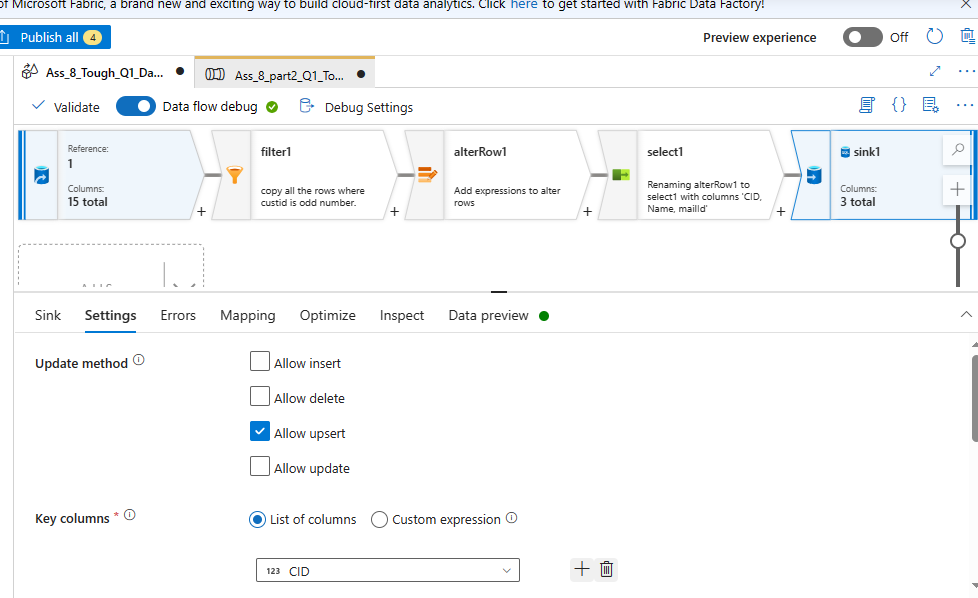 of Microsoft Fabric, a brand new and exciting way to build cloud-first data analytics. Click here to get started with Fabric Data Factory!
Publish all 4
Preview experience Off
Ass_8_Tough_Q1_Da... ● Ass_8_part2_Q1_To... ●
Validate Data flow debug Debug Settings
Reference:
1
Columns:
15 total
filter1
copy all the rows where
custid is odd number.
alterRow1
Add expressions to alter
rows
select1
Renaming alterRow1 to
select1 with columns 'CID,
Name, mailId'
sink1
Columns:
3 total
Sink Settings Errors Mapping Optimize Inspect Data preview
Update method
Allow insert
Allow delete
Allow upsert
Allow update
Key columns * List of columns Custom expression
123 CID